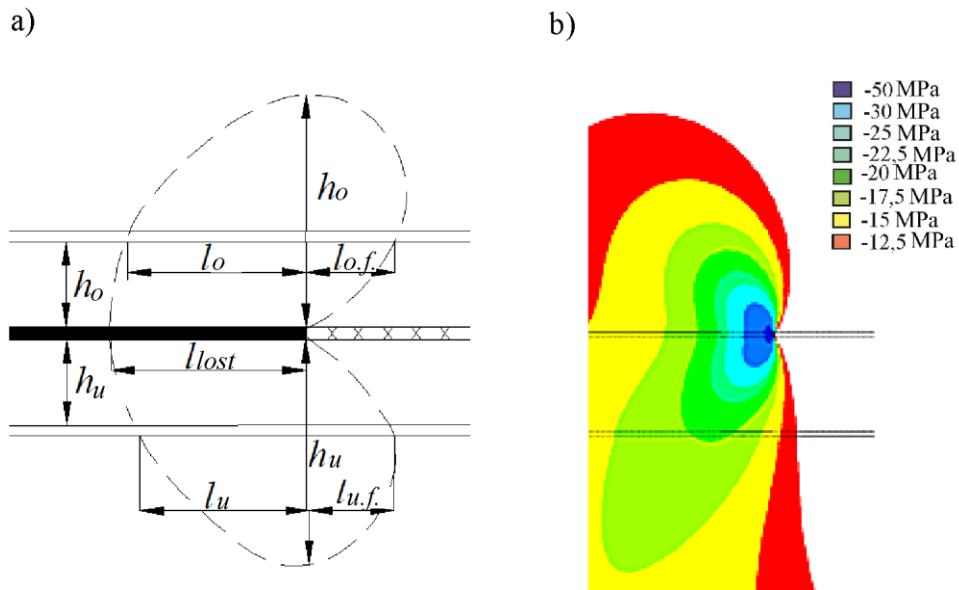 a)
b)
-50 MPa
-30 MPa
-25 MPa
-22,5 MPa
-20 MPa
-17,5 MPa
-15 MPa
-12,5 MPa
ho
ho
lo
lo.f.
llost
hu
hu
lu
lu.f.